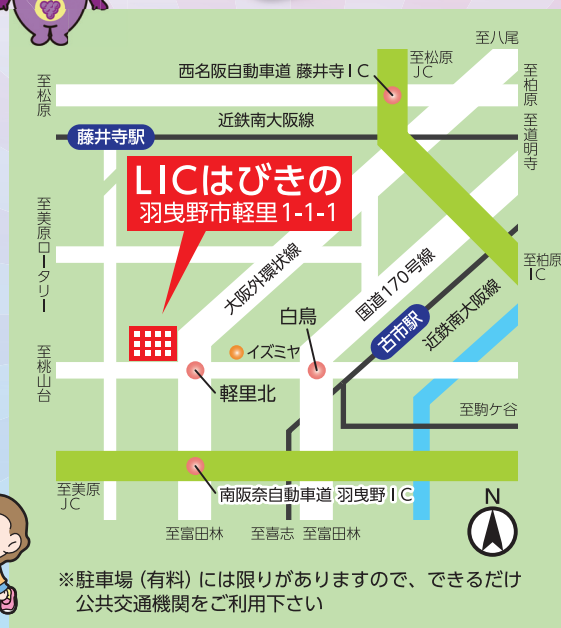 至八尾
西名阪自動車道 藤井寺IC
至松原
JC
至松原
至柏原
近鉄南大阪線
藤井寺駅
至道明寺
LICはびきの
羽曳野市軽里1-1-1
至美原ロータリー
大阪外環状線
国道170号線
至柏原
IC
白鳥
古市駅
近鉄南大阪線
イズミヤ
至桃山台
軽里北
至駒ケ谷
至美原
JC
南阪奈自動車道 羽曳野IC
N
至富田林
至喜志
至富田林
※駐車場(有料)には限りがありますので、できるだけ
公共交通機関をご利用下さい